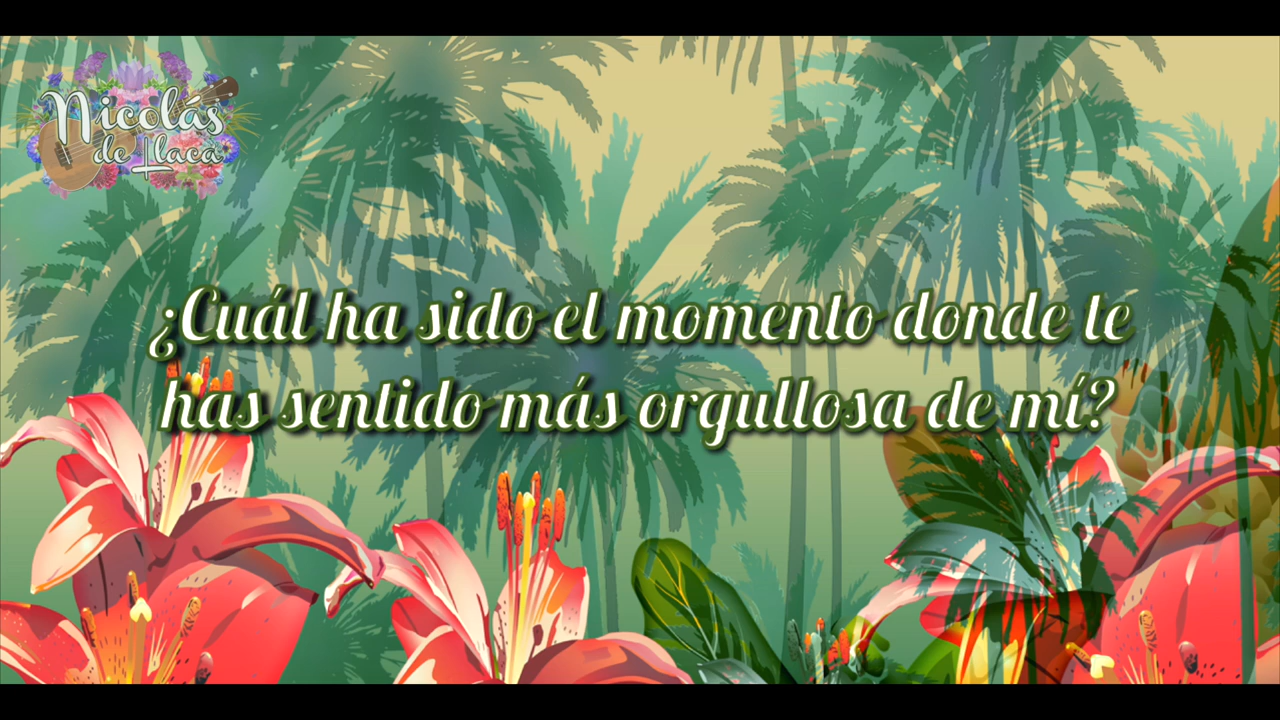 Nicolás
de Llaca
¿Cuál ha sido el momento donde te
has sentido más orgullosa de mí?